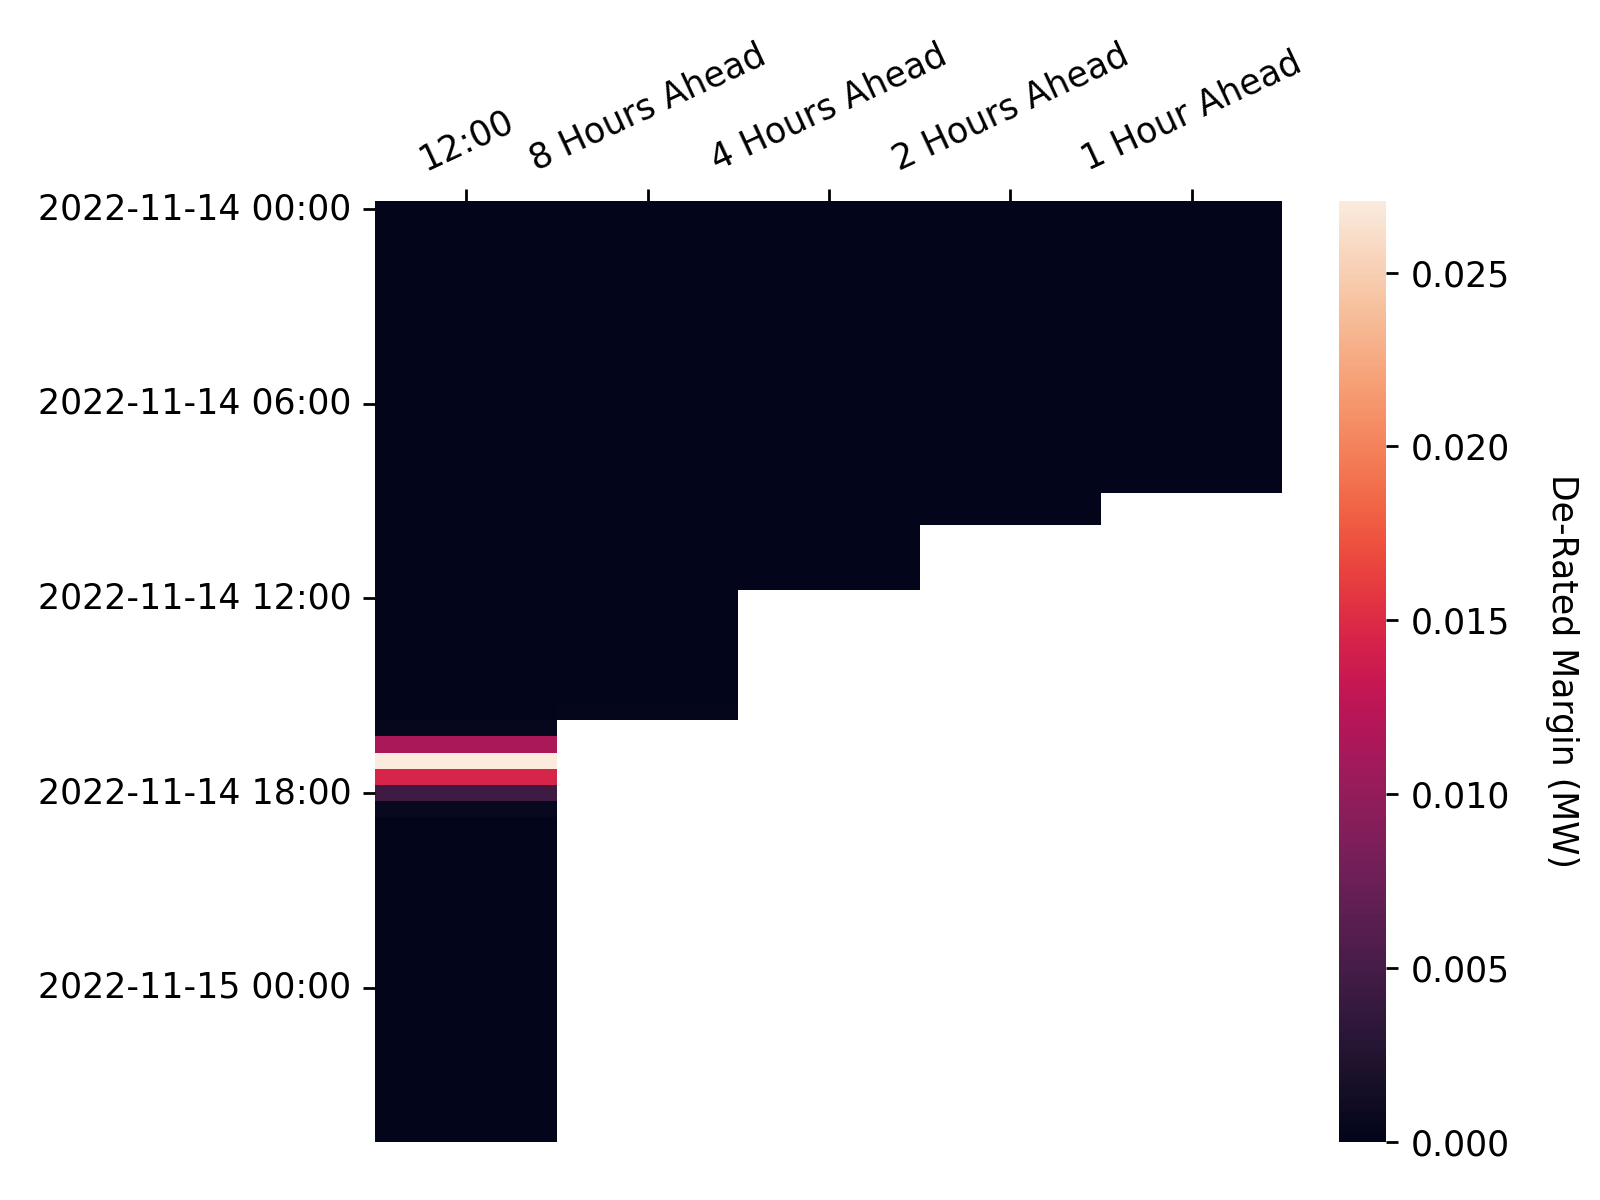 12:00
8 Hours Ahead
4 Hours Ahead
2 Hours Ahead
1 Hour Ahead
2022-11-14 00:00
2022-11-14 06:00
2022-11-14 12:00
2022-11-14 18:00
2022-11-15 00:00
0.025
0.020
0.015
0.010
0.005
0.000
De-Rated Margin (MW)